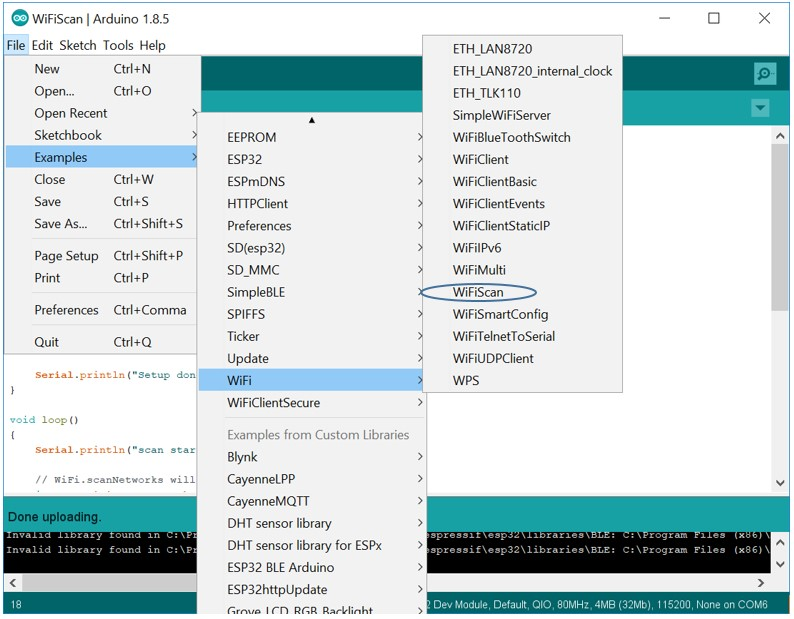 WiFiScan | Arduino 1.8.5
File Edit Sketch Tools Help
New Ctrl+N
Open... Ctrl+O
Open Recent
Sketchbook
Examples
Close Ctrl+W
Save Ctrl+S
Save As... Ctrl+Shift+S
Page Setup Ctrl+Shift+P
Print Ctrl+P
Preferences Ctrl+Comma
Quit Ctrl+Q
EEPROM
ESP32
ESPmDNS
HTTPClient
Preferences
SD(esp32)
SD_MMC
SimpleBLE
SPIFFS
Ticker
Update
WiFi
WiFiClientSecure
Examples from Custom Libraries
Blynk
CayenneLPP
CayenneMQTT
DHT sensor library
DHT sensor library for ESPx
ESP32 BLE Arduino
ESP32httpUpdate
Grove LCD RGB Backlight
ETH_LAN8720
ETH_LAN8720_internal_clock
ETH_TLK110
SimpleWiFiServer
WiFiBlueToothSwitch
WiFiClient
WiFiClientBasic
WiFiClientEvents
WiFiClientStaticIP
WiFiIPv6
WiFiMulti
WiFiScan
WiFiSmartConfig
WiFiTelnetToSerial
WiFiUDPClient
WPS
Serial.println("Setup don
}
void loop()
{
Serial.println("scan star
// WiFi.scanNetworks will
Done uploading.
Invalid library found in C:\Pr espressif\esp32\libraries\BLE: C:\Program Files (x86)\
Invalid library found in C:\Pr espressif\esp32\libraries\BLE: C:\Program Files (x86)\
18 2 Dev Module, Default, QIO, 80MHz, 4MB (32Mb), 115200, None on COM6